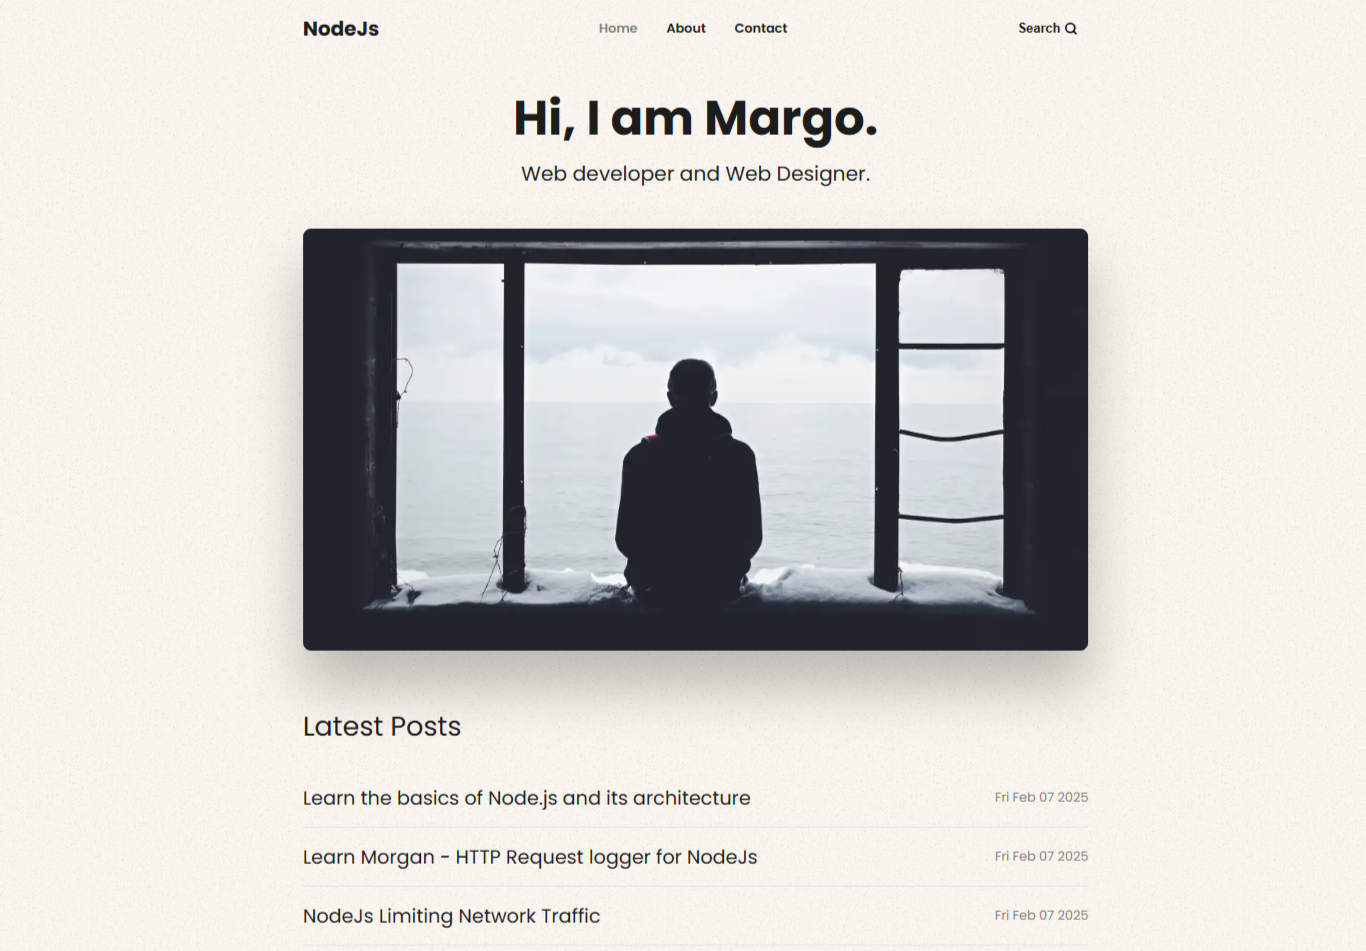 NodeJs
Home About Contact
Search
Hi, I am Margo.
Web developer and Web Designer.
Latest Posts
Learn the basics of Node.js and its architecture Fri Feb 07 2025
Learn Morgan - HTTP Request logger for NodeJs Fri Feb 07 2025
NodeJs Limiting Network Traffic Fri Feb 07 2025